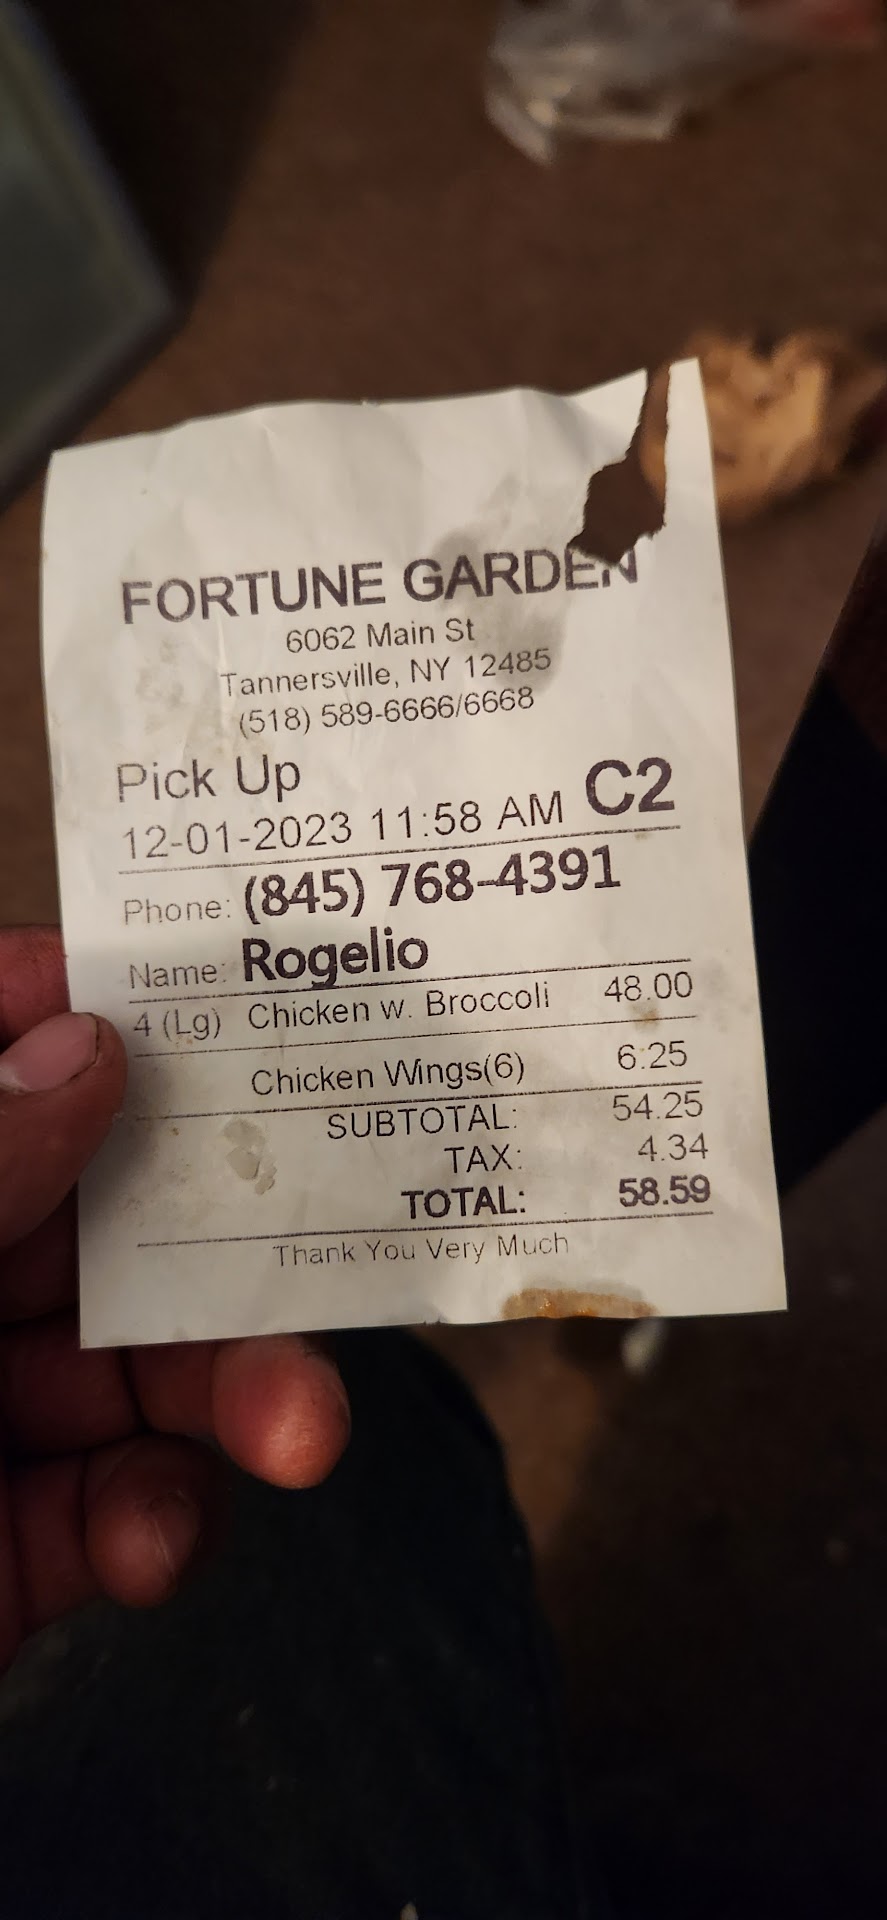 FORTUNE GARDEN
6062 Main St
Tannersville, NY 12485
(518) 589-6666/6668
Pick Up
12-01-2023 11:58 AM C2
Phone: (845) 768-4391
Name: Rogelio
4 (Lg) Chicken w. Broccoli 48.00
Chicken Wings(6) 6.25
SUBTOTAL: 54.25
TAX: 4.34
TOTAL: 58.59
Thank You Very Much